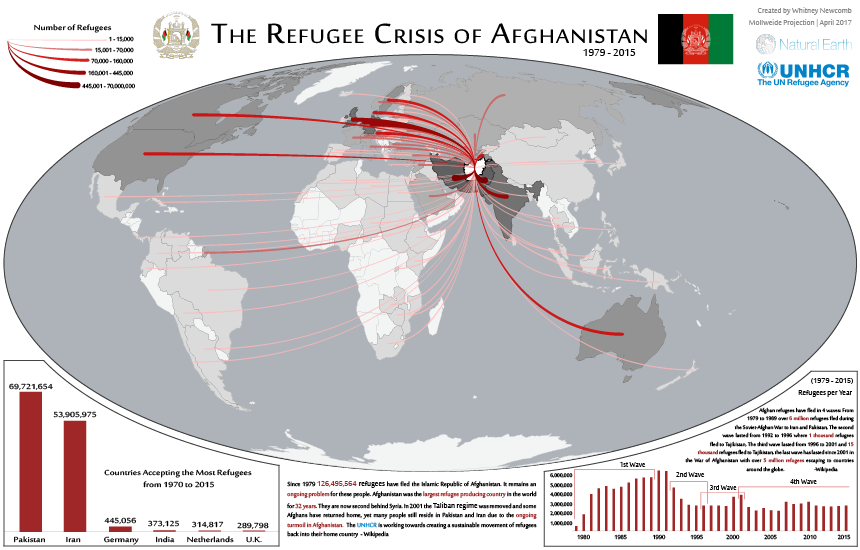 Created by Whitney Newcomb
Mollweide Projection | April 2017
THE REFUGEE CRISIS OF AFGHANISTAN
1979 - 2015
Natural Earth
UNHCR
The UN Refugee Agency
Number of Refugees
1 - 15,000
15,001 - 70,000
70,000 - 160,000
160,001 - 445,000
445,001 - 70,000,000
69,721,654
53,905,975
445,056
373,125
314,817
289,798
Countries Accepting the Most Refugees
from 1970 to 2015
Pakistan
Iran
Germany
India
Netherlands
U.K.
Since 1979 126,495,564 refugees have fled the Islamic Republic of Afghanistan. It remains an
ongoing problem for these people. Afghanistan was the largest refugee producing country in the world
for 32 years. They are now second behind Syria. In 2001 the Taliban regime was removed and some
Afghans have returned home, yet many people still reside in Pakistan and Iran due to the ongoing
turmoil in Afghanistan. The UNHCR is working towards creating a sustainable movement of refugees
back into their home country - Wikipedia
(1979 - 2015)
Refugees per Year
Afghan refugees have fled in 4 waves: From
1979 to 1989 over 6 million refugees fled during
the Soviet-Afghan War to Iran and Pakistan. The second
wave lasted from 1992 to 1996 where 1 thousand refugees
fled to Tajikistan. The third wave lasted from 1996 to 2001 and 15
thousand refugees fled to Tajikistan, the last wave has lasted since 2001 in
the War of Afghanistan with over 5 million refugees escaping to countries
around the globe. -Wikipedia
1st Wave
2nd Wave
3rd Wave
4th Wave
6,000,000
5,000,000
4,000,000
3,000,000
2,000,000
1,000,000
1980
1985
1990
1995
2000
2005
2010
2015